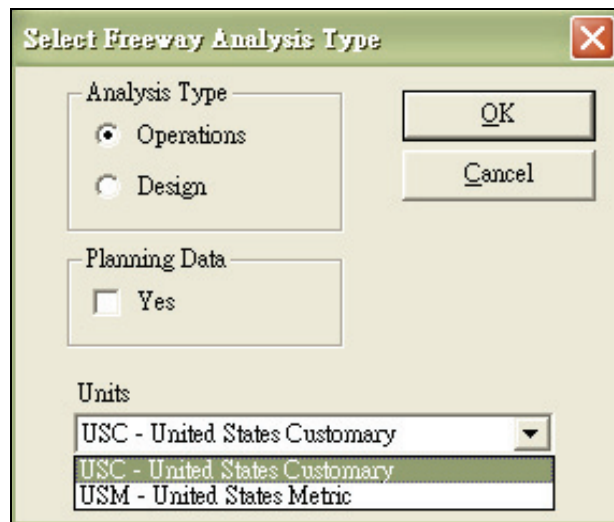 Select Freeway Analysis Type
Analysis Type
Operations
Design
OK
Cancel
Planning Data
Yes
Units
USC - United States Customary
USC - United States Customary
USM - United States Metric